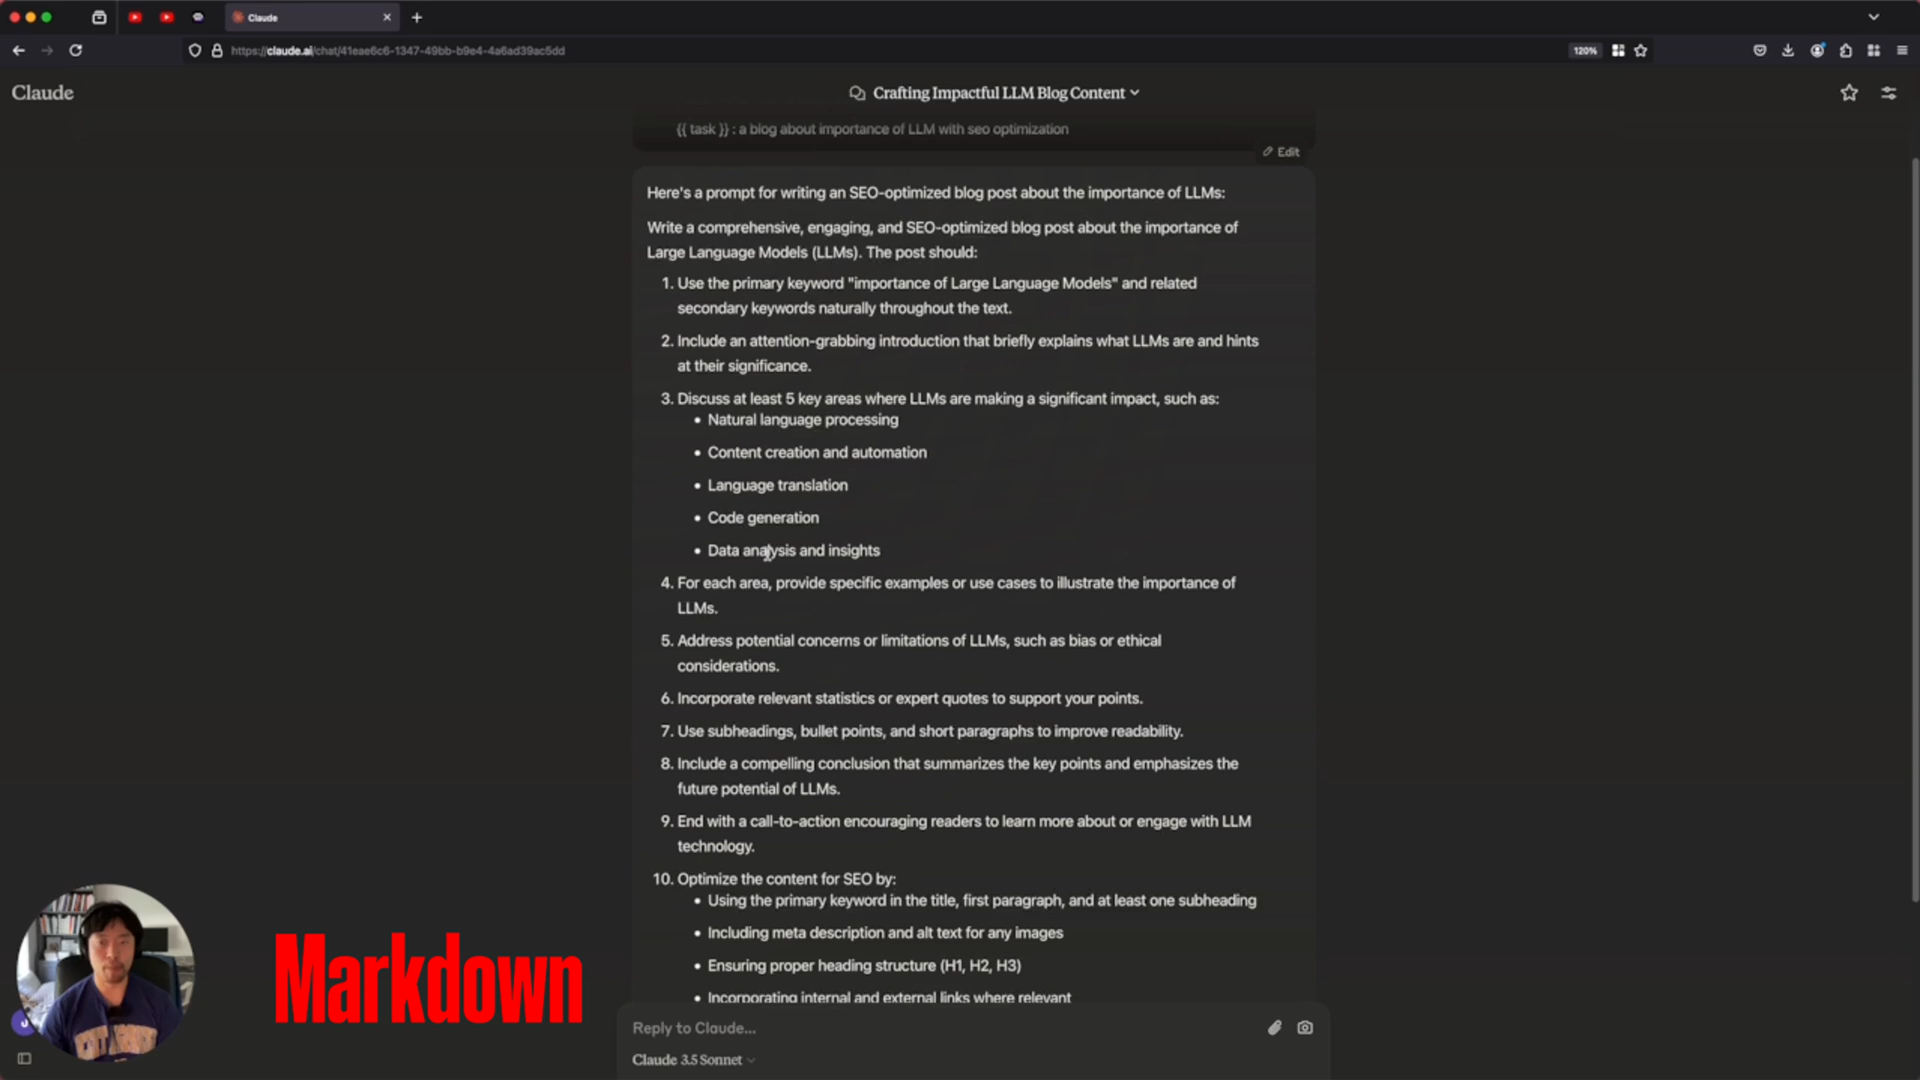 Claude
https://claude.ai/chat/41eae6c6-1347-49bb-b9e4-4a6ad39ac5dd
120%
Claude
Crafting Impactful LLM Blog Content
{{ task }} : a blog about importance of LLM with seo optimization
Edit
Here's a prompt for writing an SEO-optimized blog post about the importance of LLMs:
Write a comprehensive, engaging, and SEO-optimized blog post about the importance of
Large Language Models (LLMs). The post should:
1. Use the primary keyword "importance of Large Language Models" and related
secondary keywords naturally throughout the text.
2. Include an attention-grabbing introduction that briefly explains what LLMs are and hints
at their significance.
3. Discuss at least 5 key areas where LLMs are making a significant impact, such as:
• Natural language processing
• Content creation and automation
• Language translation
• Code generation
• Data analysis and insights
4. For each area, provide specific examples or use cases to illustrate the importance of
LLMs.
5. Address potential concerns or limitations of LLMs, such as bias or ethical
considerations.
6. Incorporate relevant statistics or expert quotes to support your points.
7. Use subheadings, bullet points, and short paragraphs to improve readability.
8. Include a compelling conclusion that summarizes the key points and emphasizes the
future potential of LLMs.
9. End with a call-to-action encouraging readers to learn more about or engage with LLM
technology.
10. Optimize the content for SEO by:
• Using the primary keyword in the title, first paragraph, and at least one subheading
• Including meta description and alt text for any images
• Ensuring proper heading structure (H1, H2, H3)
• Incorporating internal and external links where relevant
Markdown
J
Reply to Claude...
Claude 3.5 Sonnet